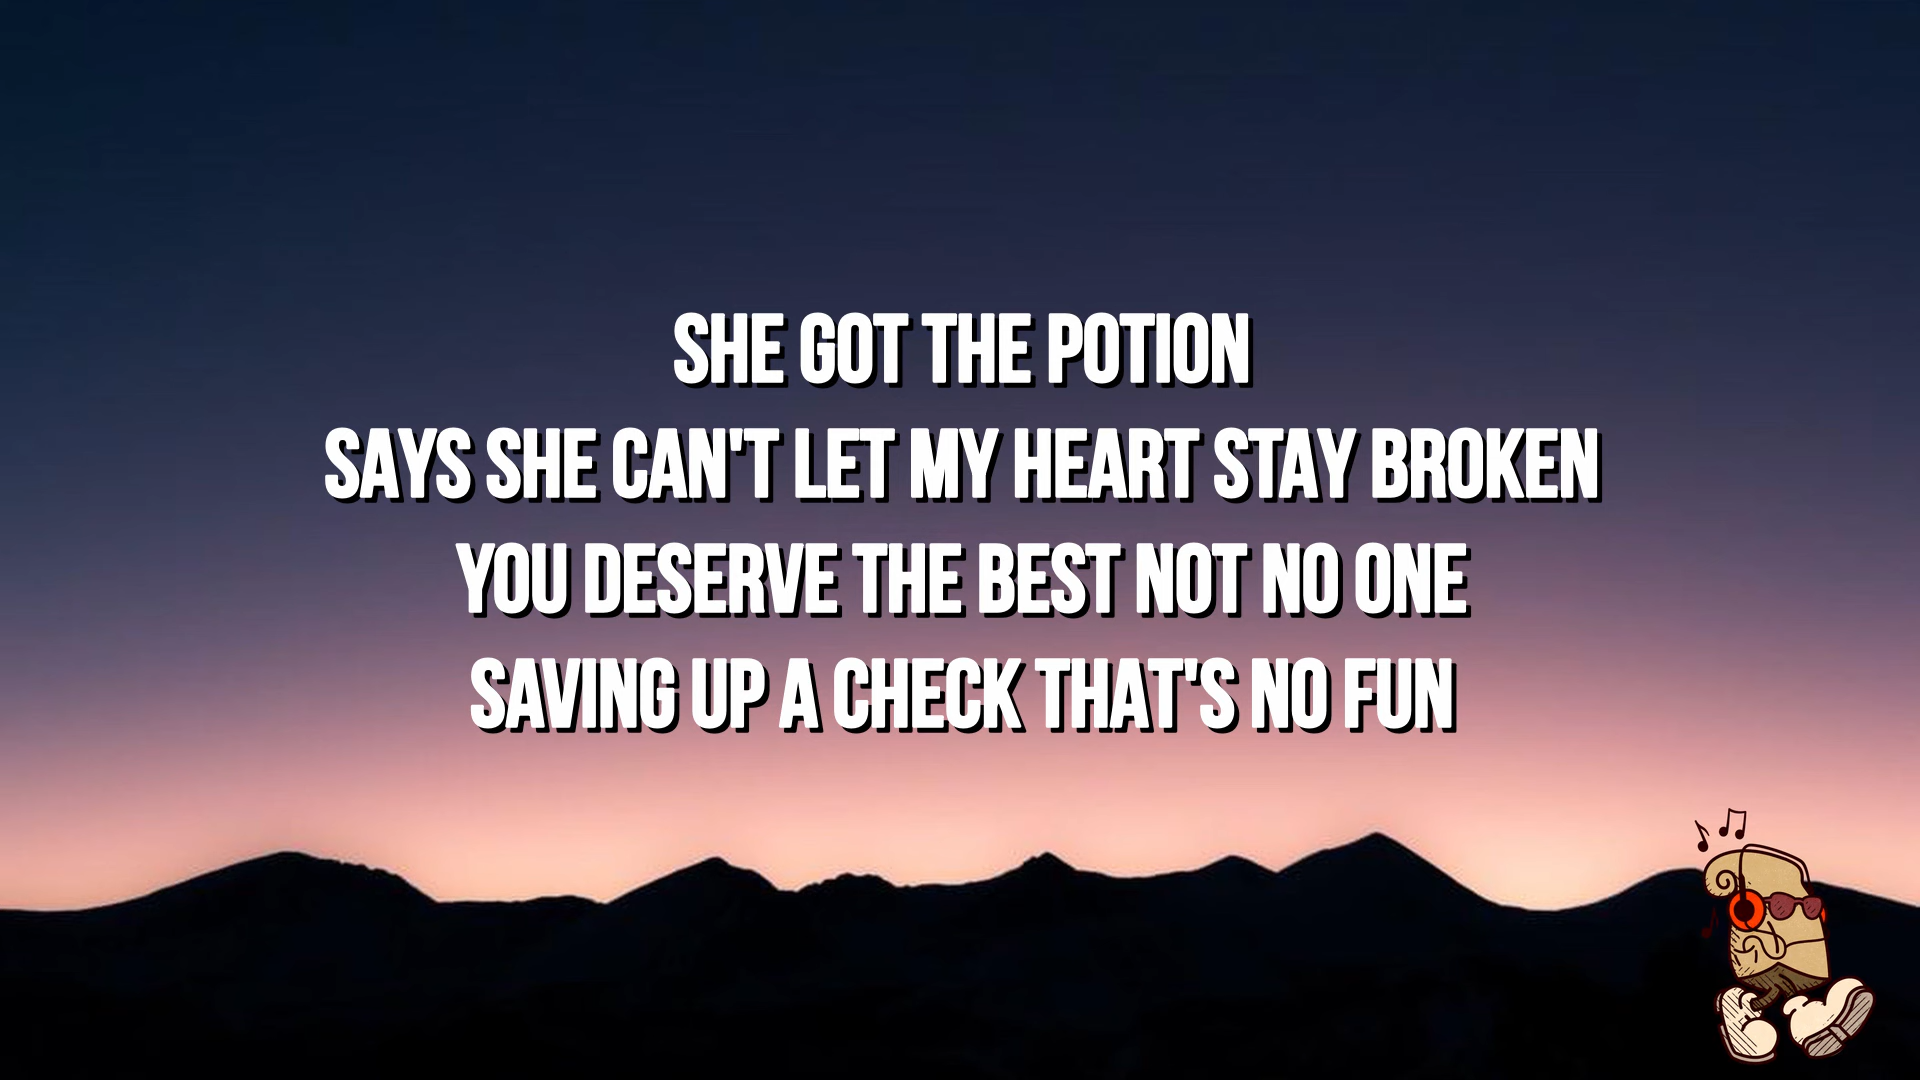 SHE GOT THE POTION
SAYS SHE CAN'T LET MY HEART STAY BROKEN
YOU DESERVE THE BEST NOT NO ONE
SAVING UP A CHECK THAT'S NO FUN